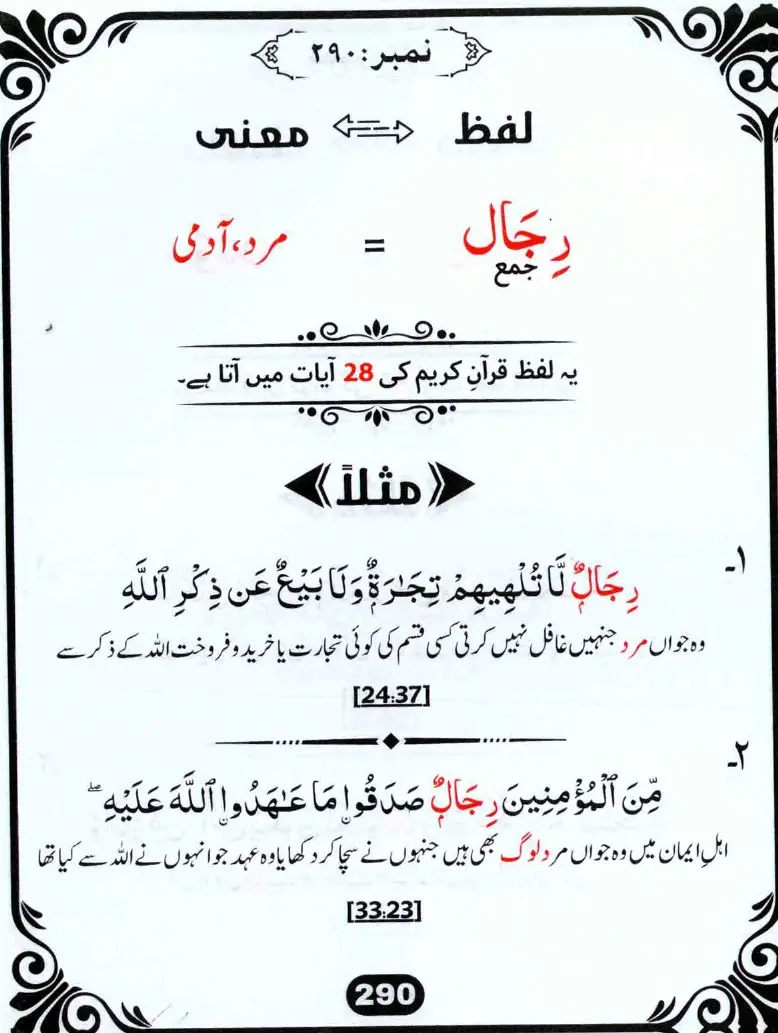 نمبر: ۲۹۰
لفظ معنی
رِجَال = مرد، آدمی
جمع
یہ لفظ قرآنِ کریم کی 28 آیات میں آتا ہے۔
مثلاً
۱۔
رِجَالٌ لَّا تُلْهِيهِمْ تِجَـٰرَةٌ وَلَا بَيْعٌ عَن ذِكْرِ ٱللَّهِ
وہ جواں مرد جنہیں غافل نہیں کرتی کسی قسم کی کوئی تجارت یا خرید و فروخت اللہ کے ذکر سے
[24:37]
۲۔
مِّنَ ٱلْمُؤْمِنِينَ رِجَالٌ صَدَقُوا۟ مَا عَـٰهَدُوا۟ ٱللَّهَ عَلَيْهِ ۖ
اہلِ ایمان میں وہ جواں مرد لوگ بھی ہیں جنہوں نے سچا کر دکھایا وہ عہد جو انہوں نے اللہ سے کیا تھا
[33:23]
290